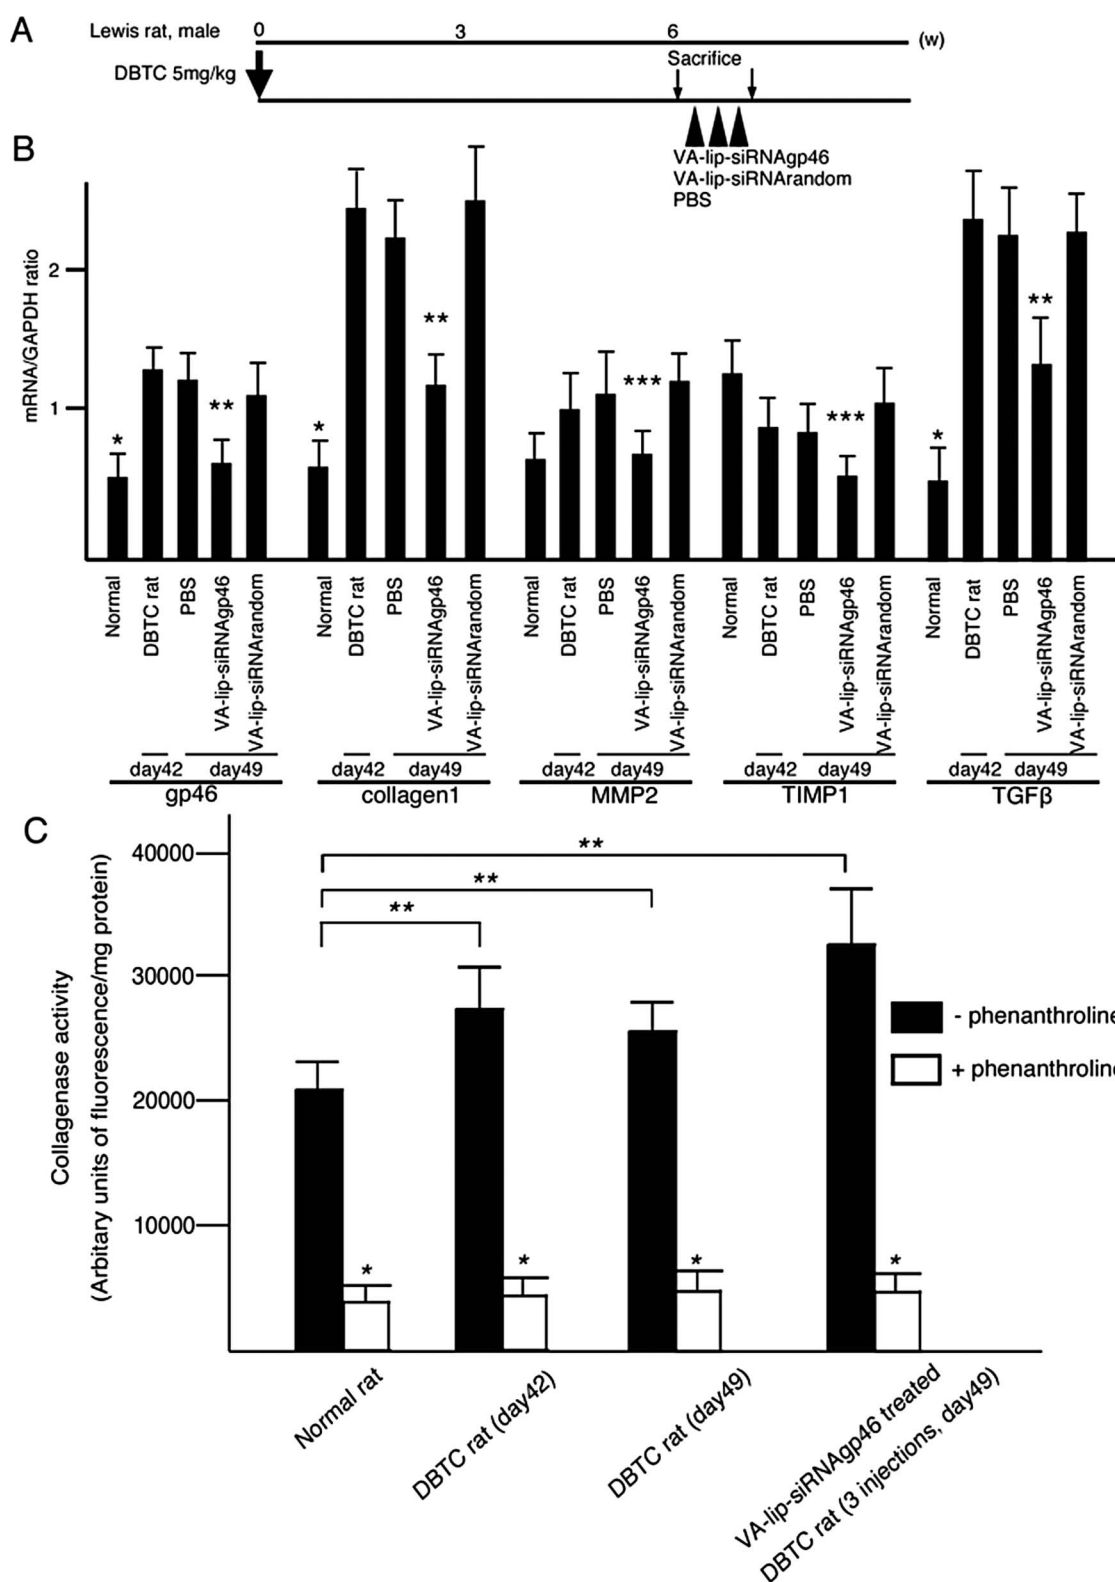 A
Lewis rat, male
0
3
6
(w)
DBTC 5mg/kg
Sacrifice
VA-lip-siRNAgp46
VA-lip-siRNArandom
PBS
B
mRNA/GAPDH ratio
2
1
*
**
*
**
***
***
*
**
Normal
DBTC rat
PBS
VA-lip-siRNAgp46
VA-lip-siRNArandom
Normal
DBTC rat
PBS
VA-lip-siRNAgp46
VA-lip-siRNArandom
Normal
DBTC rat
PBS
VA-lip-siRNAgp46
VA-lip-siRNArandom
Normal
DBTC rat
PBS
VA-lip-siRNAgp46
VA-lip-siRNArandom
Normal
DBTC rat
PBS
VA-lip-siRNAgp46
VA-lip-siRNArandom
day42 day49
day42 day49
day42 day49
day42 day49
day42 day49
gp46
collagen1
MMP2
TIMP1
TGFβ
C
Collagenase activity
(Arbitary units of fluorescence/mg protein)
40000
30000
20000
10000
**
**
**
*
*
*
*
- phenanthroline
+ phenanthroline
Normal rat
DBTC rat (day42)
DBTC rat (day49)
VA-lip-siRNAgp46 treated
DBTC rat (3 injections, day49)